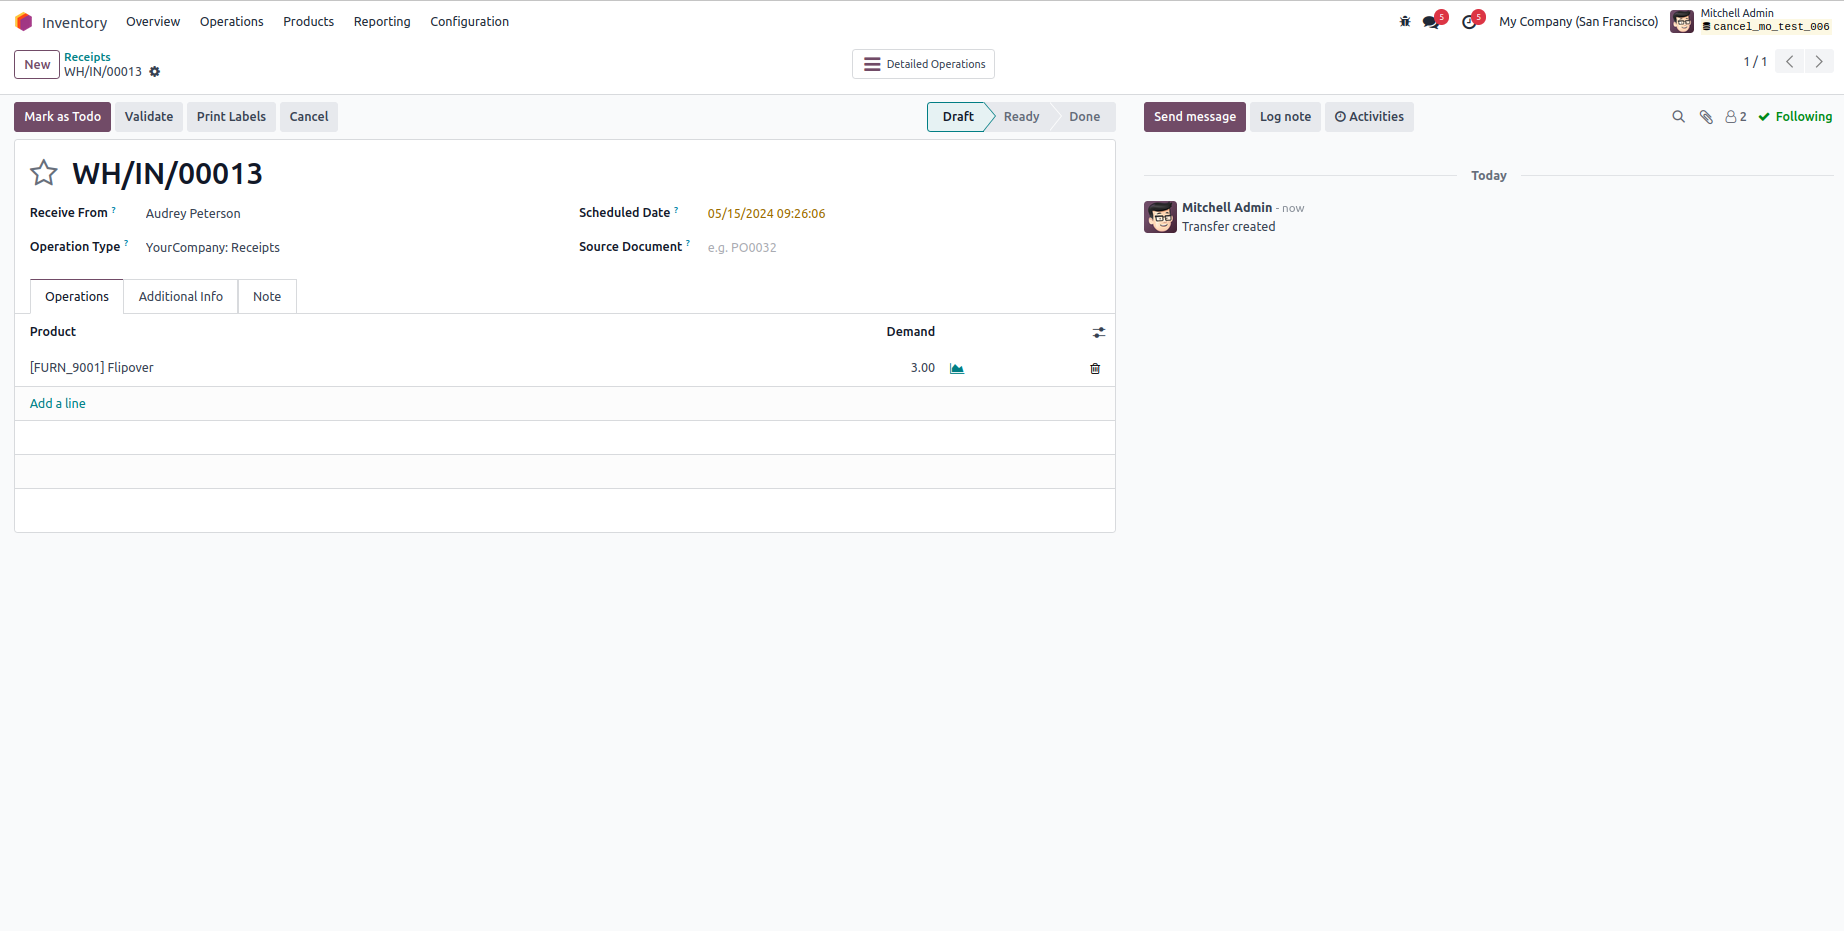 Inventory Overview Operations Products Reporting Configuration
5 5 My Company (San Francisco) Mitchell Admin
cancel_mo_test_006
New Receipts
WH/IN/00013
Detailed Operations
1 / 1
Mark as Todo Validate Print Labels Cancel
Draft Ready Done
Send message Log note Activities
2 Following
WH/IN/00013
Receive From ? Audrey Peterson
Scheduled Date ? 05/15/2024 09:26:06
Operation Type ? YourCompany: Receipts
Source Document ? e.g. PO0032
Operations Additional Info Note
Product Demand
[FURN_9001] Flipover 3.00
Add a line
Today
Mitchell Admin - now
Transfer created